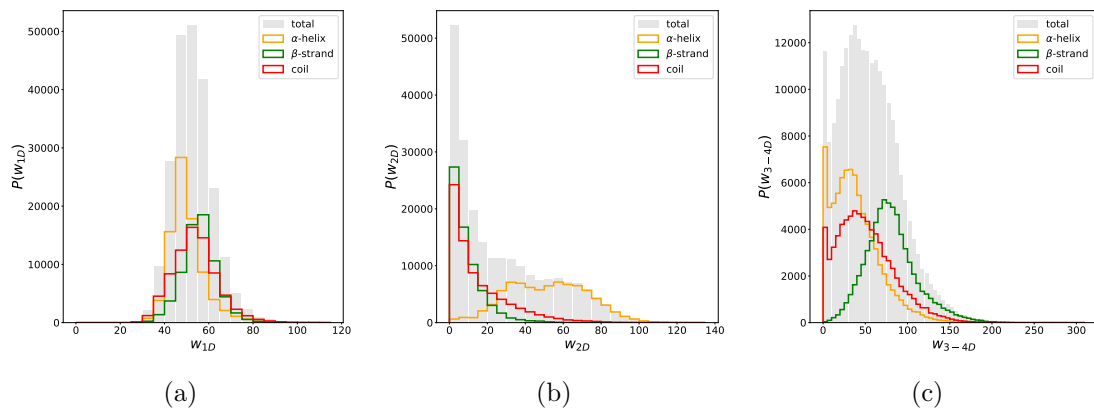 P(w1D)
50000
40000
30000
20000
10000
0
0 20 40 60 80 100 120
w1D
total
α-helix
β-strand
coil
(a)
P(w2D)
50000
40000
30000
20000
10000
0
0 20 40 60 80 100 120 140
w2D
total
α-helix
β-strand
coil
(b)
P(w3−4D)
12000
10000
8000
6000
4000
2000
0
0 50 100 150 200 250 300
w3−4D
total
α-helix
β-strand
coil
(c)